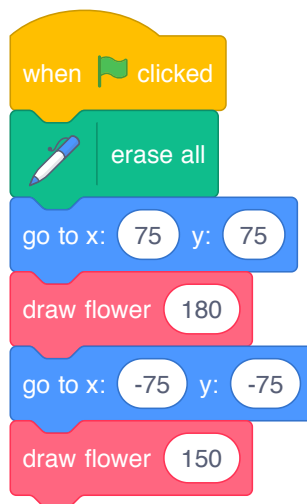 when clicked
erase all
go to x: 75 y: 75
draw flower 180
go to x: -75 y: -75
draw flower 150